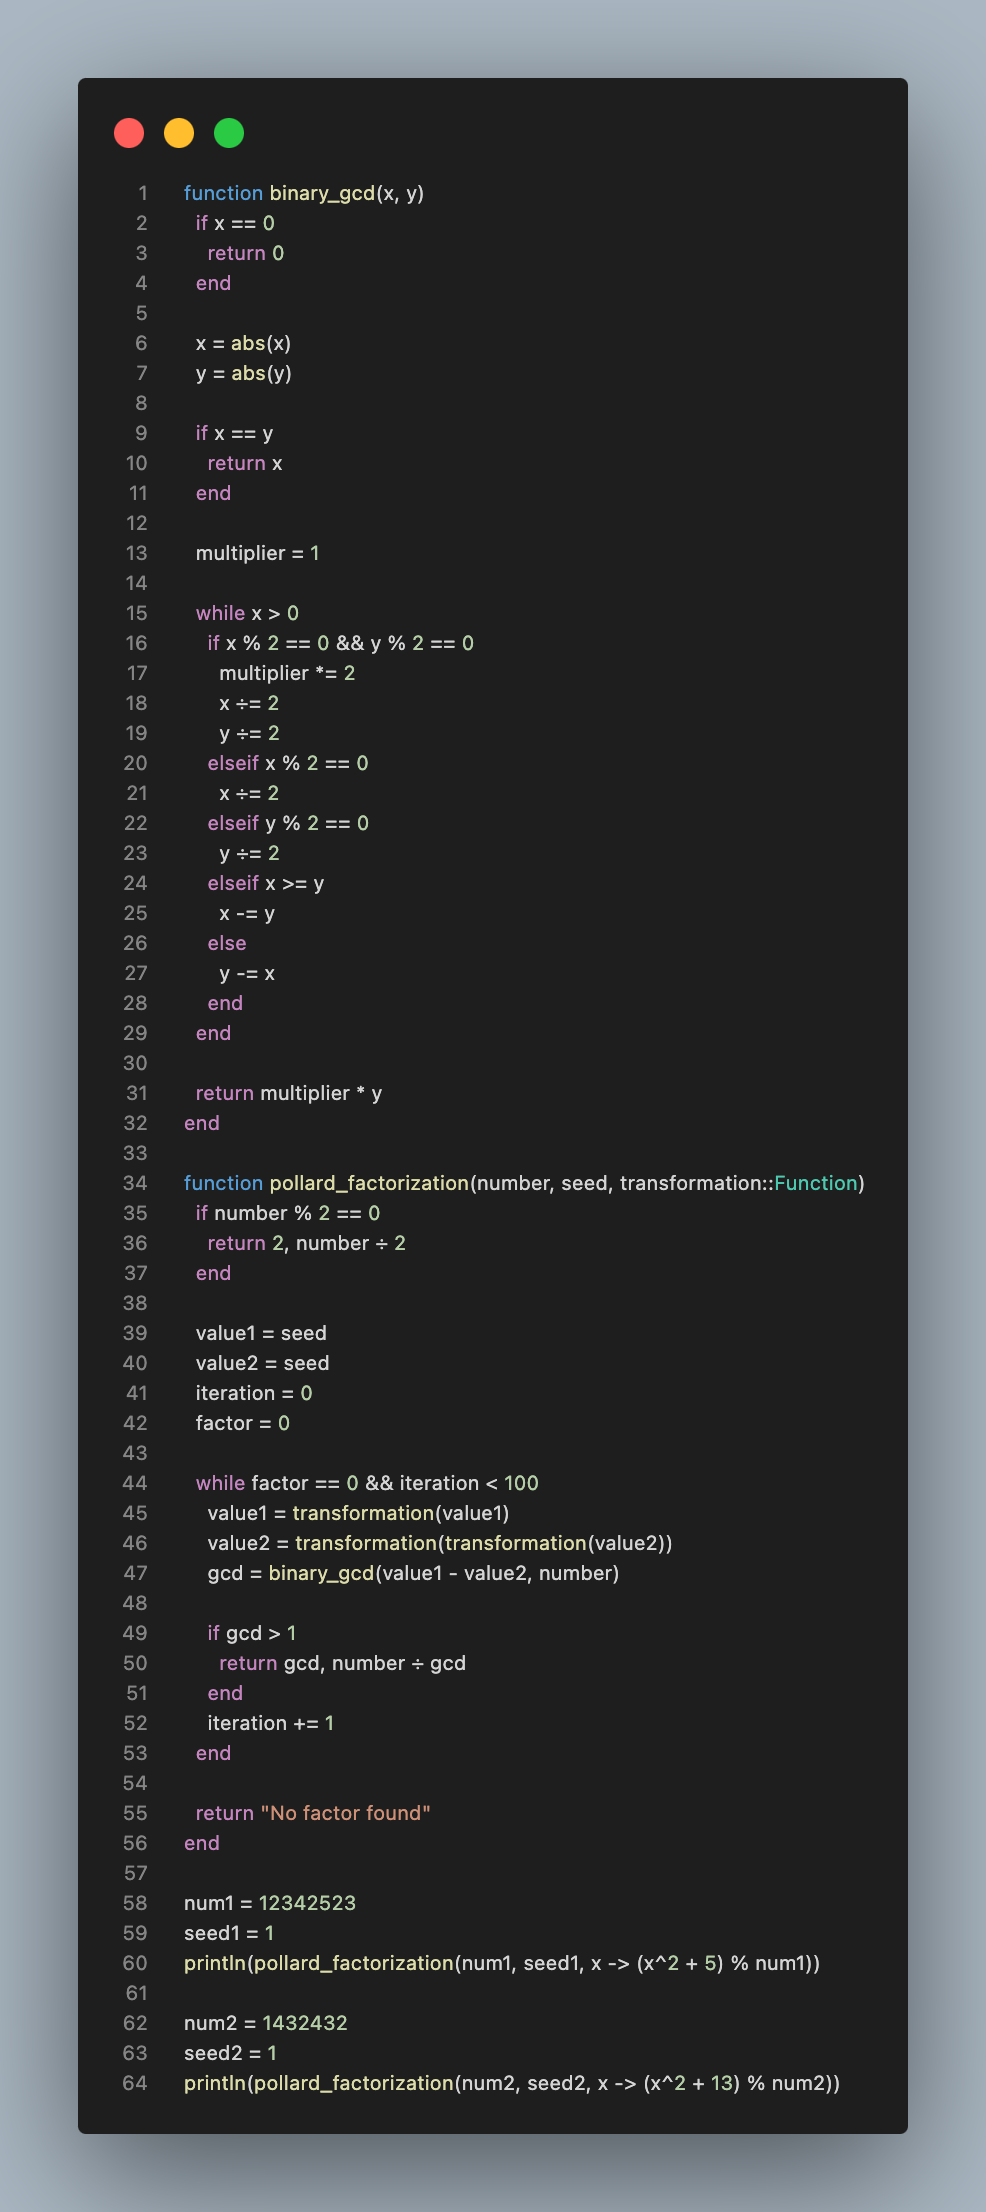 1 function binary_gcd(x, y)
2   if x == 0
3     return 0
4   end
5
6   x = abs(x)
7   y = abs(y)
8
9   if x == y
10     return x
11   end
12
13   multiplier = 1
14
15   while x > 0
16     if x % 2 == 0 && y % 2 == 0
17       multiplier *= 2
18       x ÷= 2
19       y ÷= 2
20     elseif x % 2 == 0
21       x ÷= 2
22     elseif y % 2 == 0
23       y ÷= 2
24     elseif x >= y
25       x -= y
26     else
27       y -= x
28     end
29   end
30
31   return multiplier * y
32 end
33
34 function pollard_factorization(number, seed, transformation::Function)
35   if number % 2 == 0
36     return 2, number ÷ 2
37   end
38
39   value1 = seed
40   value2 = seed
41   iteration = 0
42   factor = 0
43
44   while factor == 0 && iteration < 100
45     value1 = transformation(value1)
46     value2 = transformation(transformation(value2))
47     gcd = binary_gcd(value1 - value2, number)
48
49     if gcd > 1
50       return gcd, number ÷ gcd
51     end
52     iteration += 1
53   end
54
55   return "No factor found"
56 end
57
58 num1 = 12342523
59 seed1 = 1
60 println(pollard_factorization(num1, seed1, x -> (x^2 + 5) % num1))
61
62 num2 = 1432432
63 seed2 = 1
64 println(pollard_factorization(num2, seed2, x -> (x^2 + 13) % num2))